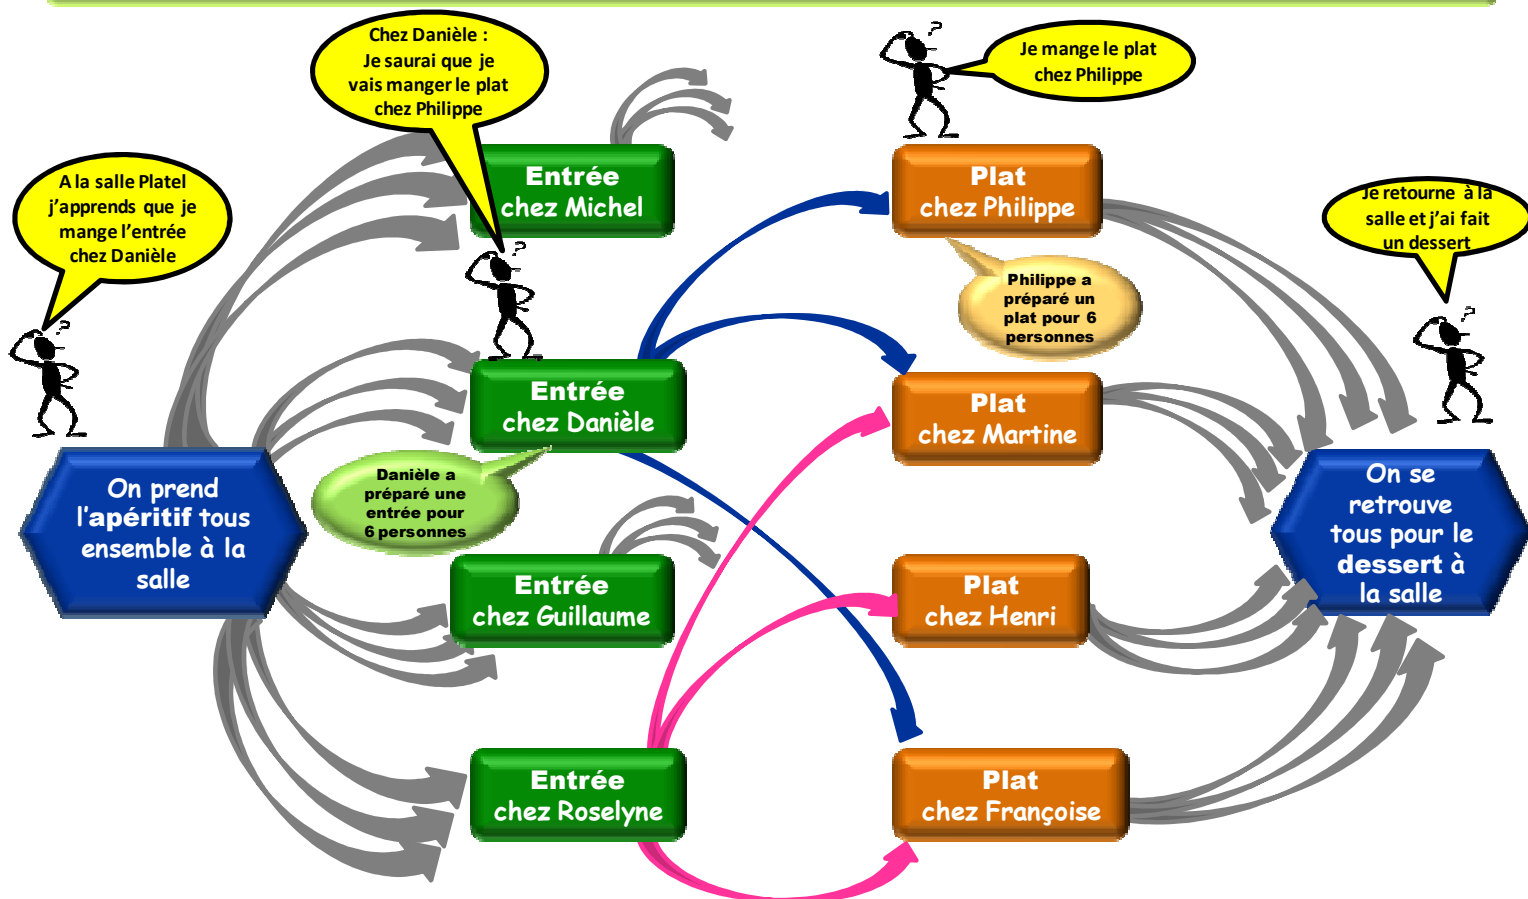 Chez Danièle :
Je saurai que je
vais manger le plat
chez Philippe
Je mange le plat
chez Philippe
A la salle Platel
j'apprends que je
mange l'entrée
chez Danièle
Entrée
chez Michel
Plat
chez Philippe
Je retourne à la
salle et j'ai fait
un dessert
Philippe a
préparé un
plat pour 6
personnes
Entrée
chez Danièle
Plat
chez Martine
Danièle a
préparé une
entrée pour
6 personnes
On prend
l'apéritif tous
ensemble à la
salle
On se
retrouve
tous pour le
dessert à
la salle
Entrée
chez Guillaume
Plat
chez Henri
Entrée
chez Roselyne
Plat
chez Françoise